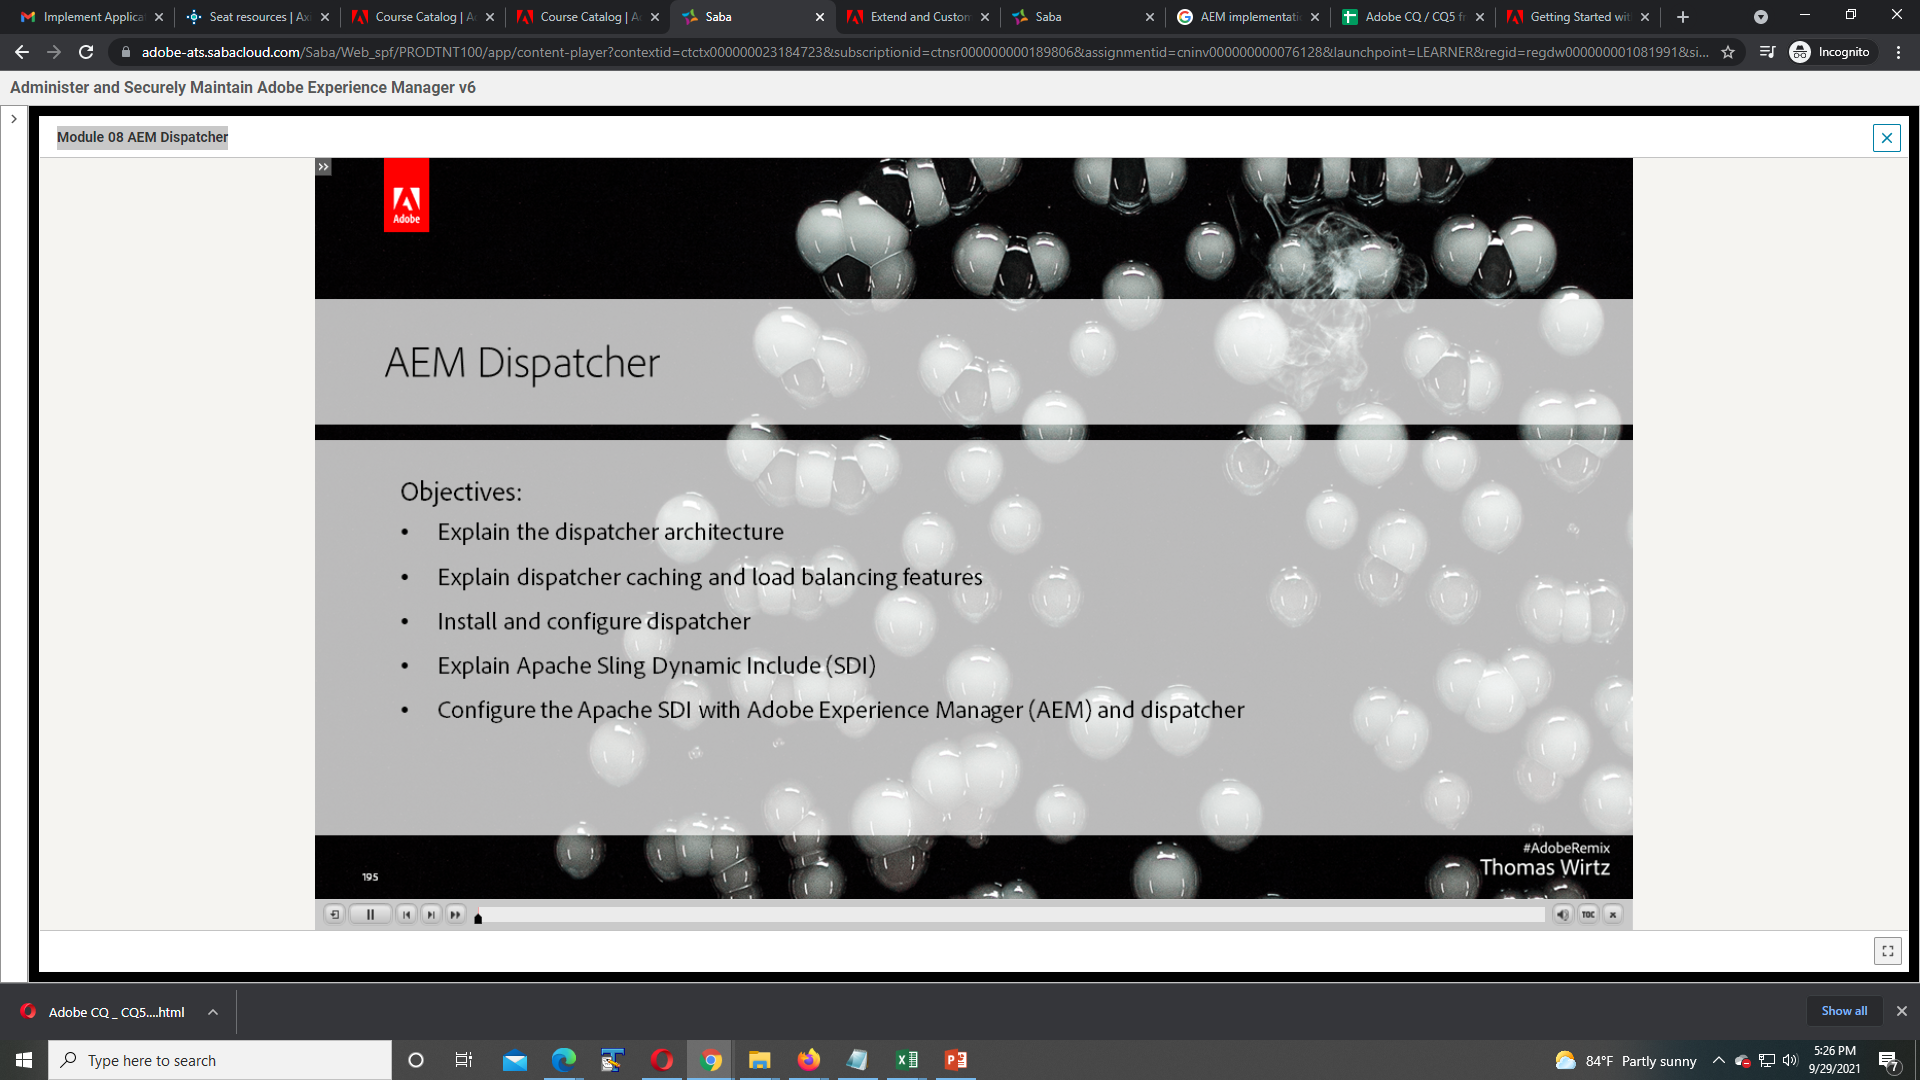 Implement Applica
Seat resources | Ax
Course Catalog | A
Course Catalog | A
Saba
Extend and Custom
Saba
AEM implementati
Adobe CQ / CQ5 fr
Getting Started wit
adobe-ats.sabacloud.com/Saba/Web_spf/PRODTNT100/app/content-player?contextid=ctctx000000023184723&subscriptionid=ctnsr000000000189806&assignmentid=cninv000000000076128&launchpoint=LEARNER&regid=regdw000000001081991&si...
Incognito
Administer and Securely Maintain Adobe Experience Manager v6
Module 08 AEM Dispatcher
Adobe
AEM Dispatcher
Objectives:
• Explain the dispatcher architecture
• Explain dispatcher caching and load balancing features
• Install and configure dispatcher
• Explain Apache Sling Dynamic Include (SDI)
• Configure the Apache SDI with Adobe Experience Manager (AEM) and dispatcher
#AdobeRemix
Thomas Wirtz
195
TOC
Adobe CQ _ CQ5....html
Show all
Type here to search
84°F Partly sunny
5:26 PM
9/29/2021
7